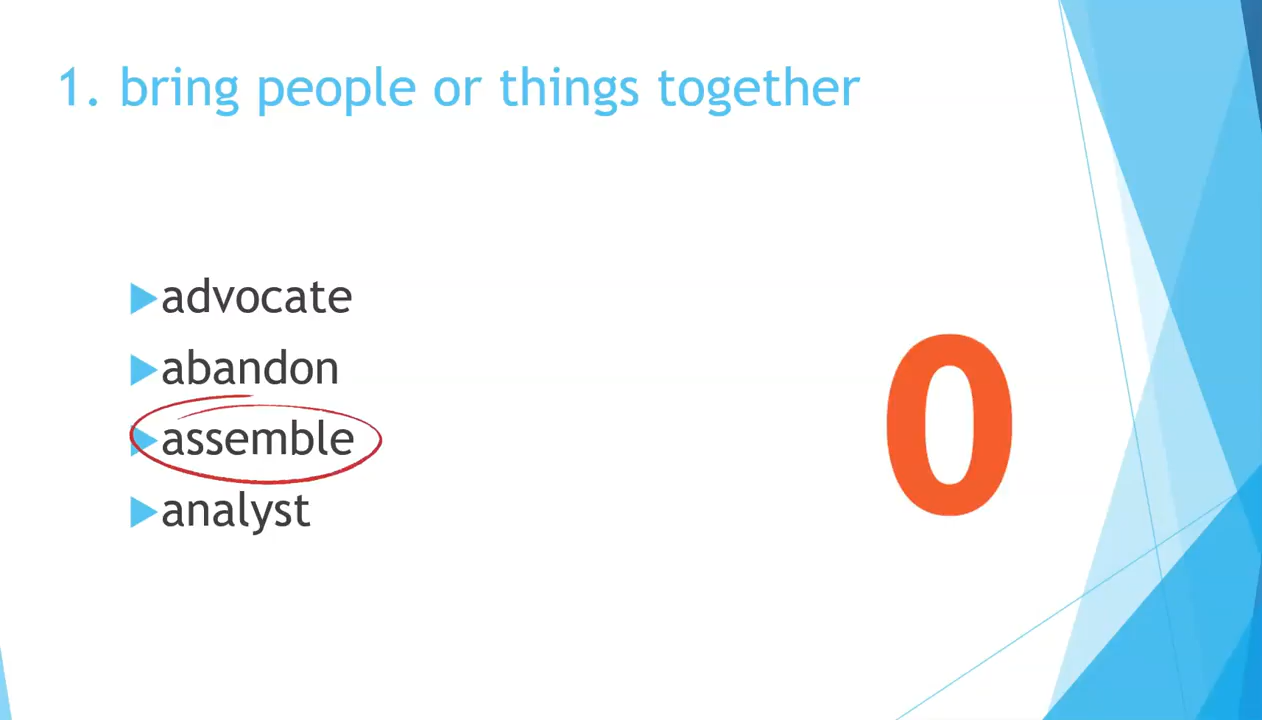 1. bring people or things together
advocate
abandon
assemble
analyst
0